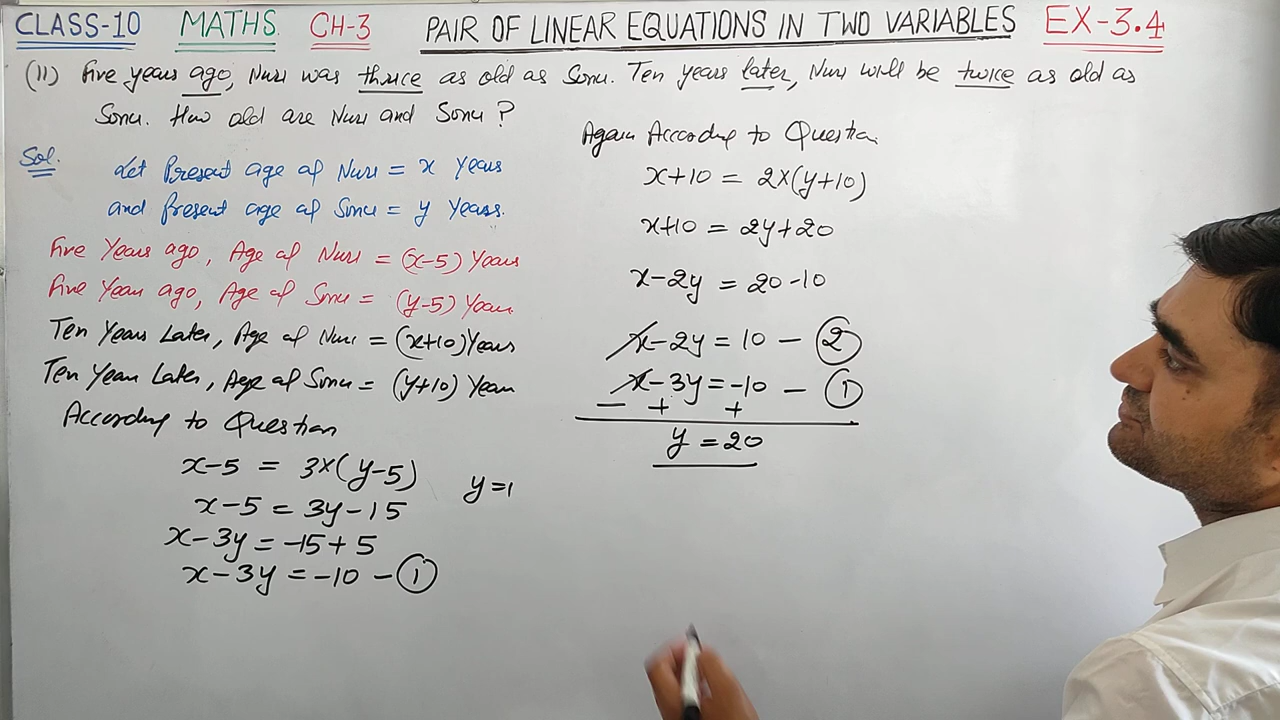 CLASS-10 MATHS. CH-3 PAIR OF LINEAR EQUATIONS IN TWO VARIABLES EX-3.4
(11) Five years ago, Nuri was thrice as old as Sonu. Ten years later, Nuri will be twice as old as
Sonu. How old are Nuri and Sonu?
Sol.
Let Present age of Nuri = x Years
and Present age of Sonu = y Years.
Five Years ago, Age of Nuri = (x-5) Years
Five Year ago, Age of Sonu = (y-5) Years
Ten Years Later, Age of Nuri = (x+10) Years
Ten Year Later, Age of Sonu = (y+10) Year
According to Question
x-5 = 3×(y-5)
x-5 = 3y-15
x-3y = -15+5
x-3y = -10 - ①
y=1
Again According to Question
x+10 = 2×(y+10)
x+10 = 2y+20
x-2y = 20-10
x-2y = 10 - ②
x-3y = -10 - ①
- + +
y = 20